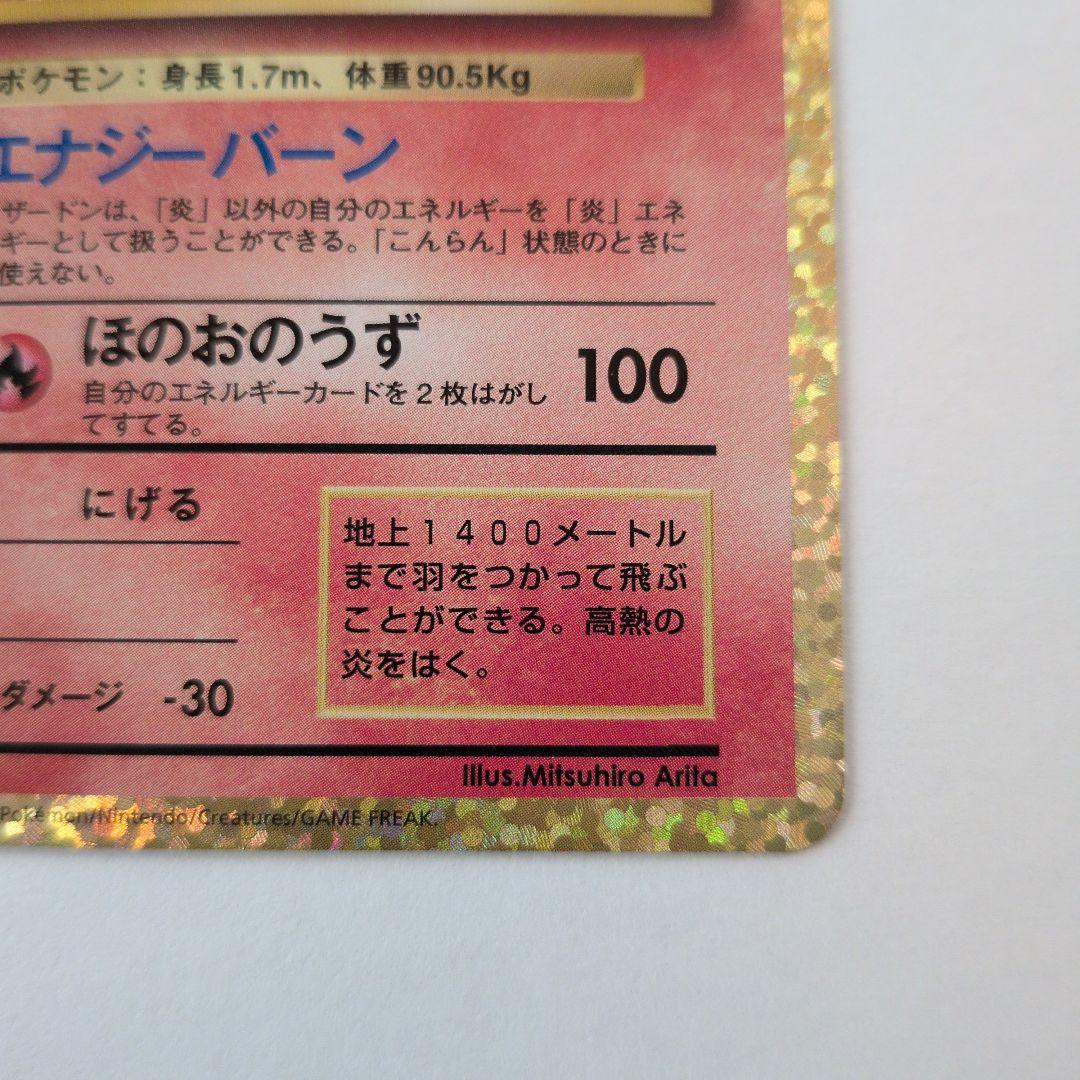 ポケモン：身長1.7m、体重90.5Kg
エナジーバーン
ザードンは、「炎」以外の自分のエネルギーを「炎」エネ
ギーとして扱うことができる。「こんらん」状態のときに
使えない。
ほのおのうず 100
自分のエネルギーカードを２枚はがし
てすてる。
にげる
地上１４００メートル
まで羽をつかって飛ぶ
ことができる。高熱の
炎をはく。
ダメージ -30
Illus.Mitsuhiro Arita
Pokémon/Nintendo/Creatures/GAME FREAK.